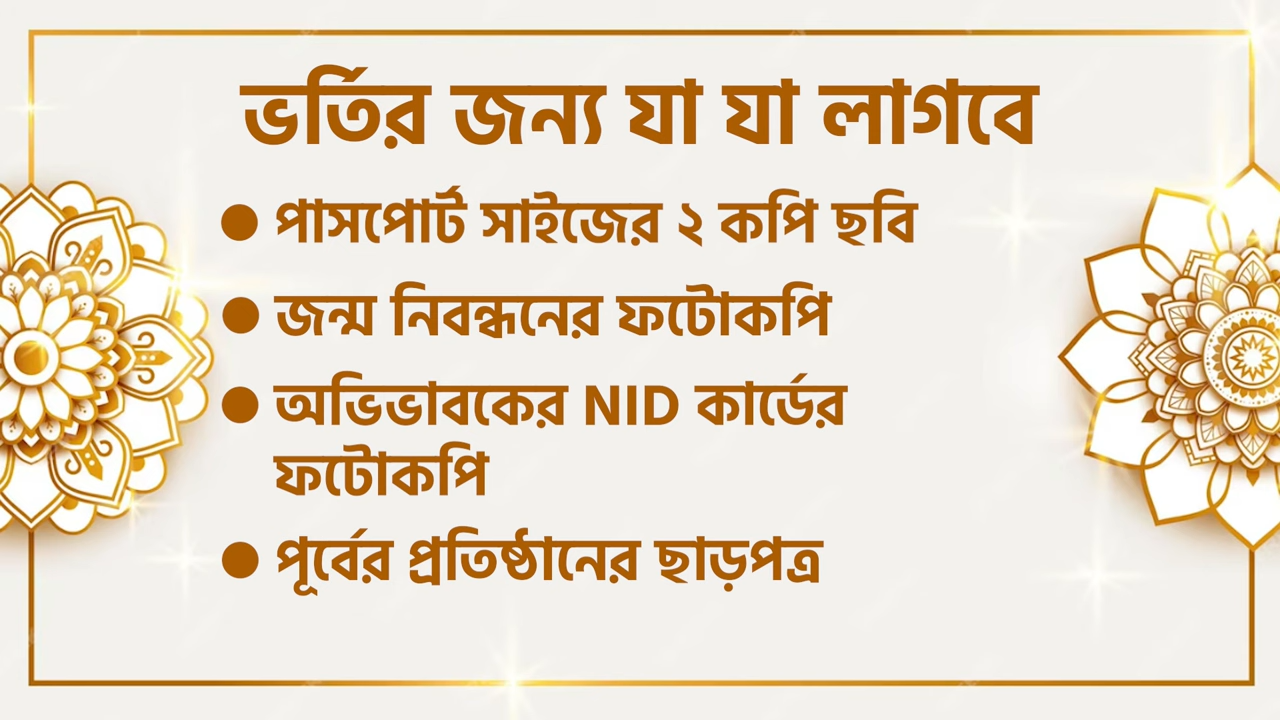 ভর্তির জন্য যা যা লাগবে
● পাসপোর্ট সাইজের ২ কপি ছবি
● জন্ম নিবন্ধনের ফটোকপি
● অভিভাবকের NID কার্ডের
ফটোকপি
● পূর্বের প্রতিষ্ঠানের ছাড়পত্র